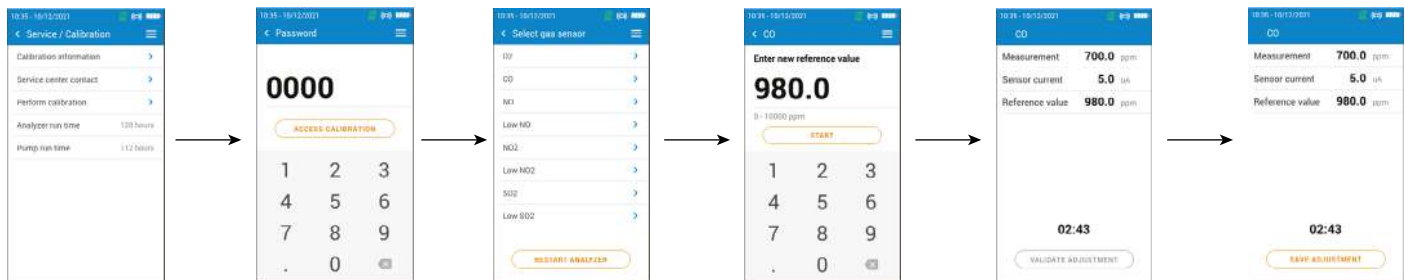 10:35 - 10/12/2021
< Service / Calibration
Calibration information >
Service center contact >
Perform calibration >
Analyzer run time 128 hours
Pump run time 112 hours
10:35 - 10/12/2021
< Password
0000
ACCESS CALIBRATION
1 2 3
4 5 6
7 8 9
. 0
10:35 - 10/12/2021
< Select gas sensor
O2 >
CO >
NO >
Low NO >
NO2 >
Low NO2 >
SO2 >
Low SO2 >
RESTART ANALYZER
10:35 - 10/12/2021
< CO
Enter new reference value
980.0
0 - 10000 ppm
START
1 2 3
4 5 6
7 8 9
. 0
10:35 - 10/12/2021
CO
Measurement 700.0 ppm
Sensor current 5.0 uA
Reference value 980.0 ppm
02:43
VALIDATE ADJUSTMENT
10:35 - 10/12/2021
CO
Measurement 700.0 ppm
Sensor current 5.0 uA
Reference value 980.0 ppm
02:43
SAVE ADJUSTMENT